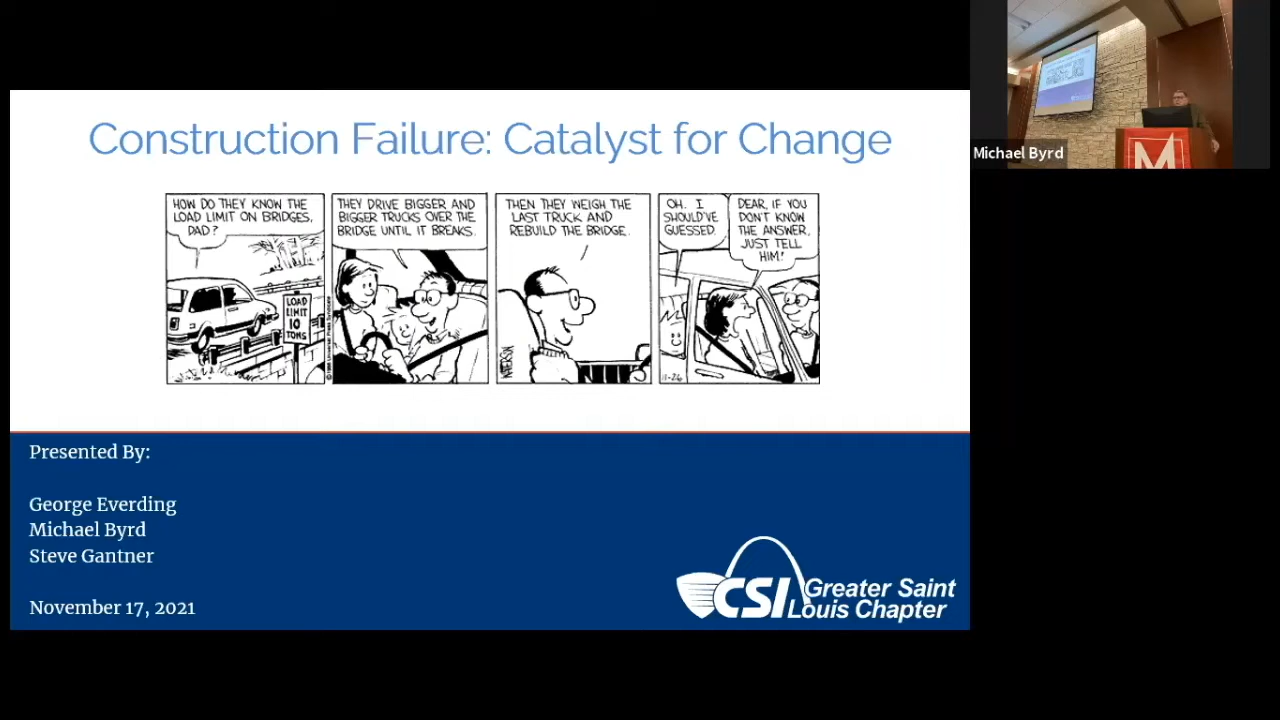 Construction Failure: Catalyst for Change
HOW DO THEY KNOW THE
LOAD LIMIT ON BRIDGES,
DAD?
LOAD
LIMIT
10
TONS
THEY DRIVE BIGGER AND
BIGGER TRUCKS OVER THE
BRIDGE UNTIL IT BREAKS.
THEN THEY WEIGH THE
LAST TRUCK AND
REBUILD THE BRIDGE.
OH. I
SHOULD'VE
GUESSED.
DEAR, IF YOU
DON'T KNOW
THE ANSWER,
JUST TELL
HIM!
11-26
Presented By:
George Everding
Michael Byrd
Steve Gantner
November 17, 2021
CSI Greater Saint
Louis Chapter
Michael Byrd
M